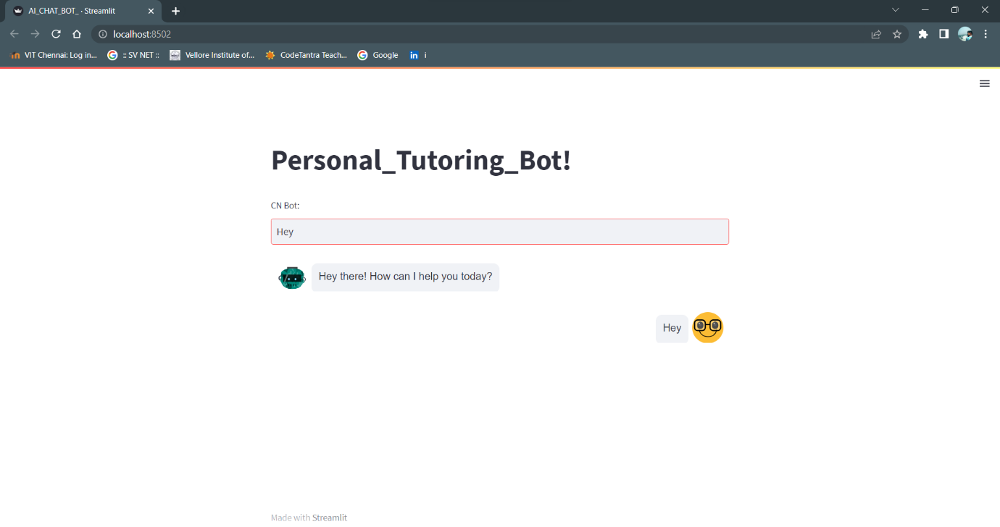 AI_CHAT_BOT_ · Streamlit
localhost:8502
VIT Chennai: Log in... :: SV NET :: Vellore Institute of... CodeTantra Teach... Google in i
Personal_Tutoring_Bot!
CN Bot:
Hey
Hey there! How can I help you today?
Hey
Made with Streamlit